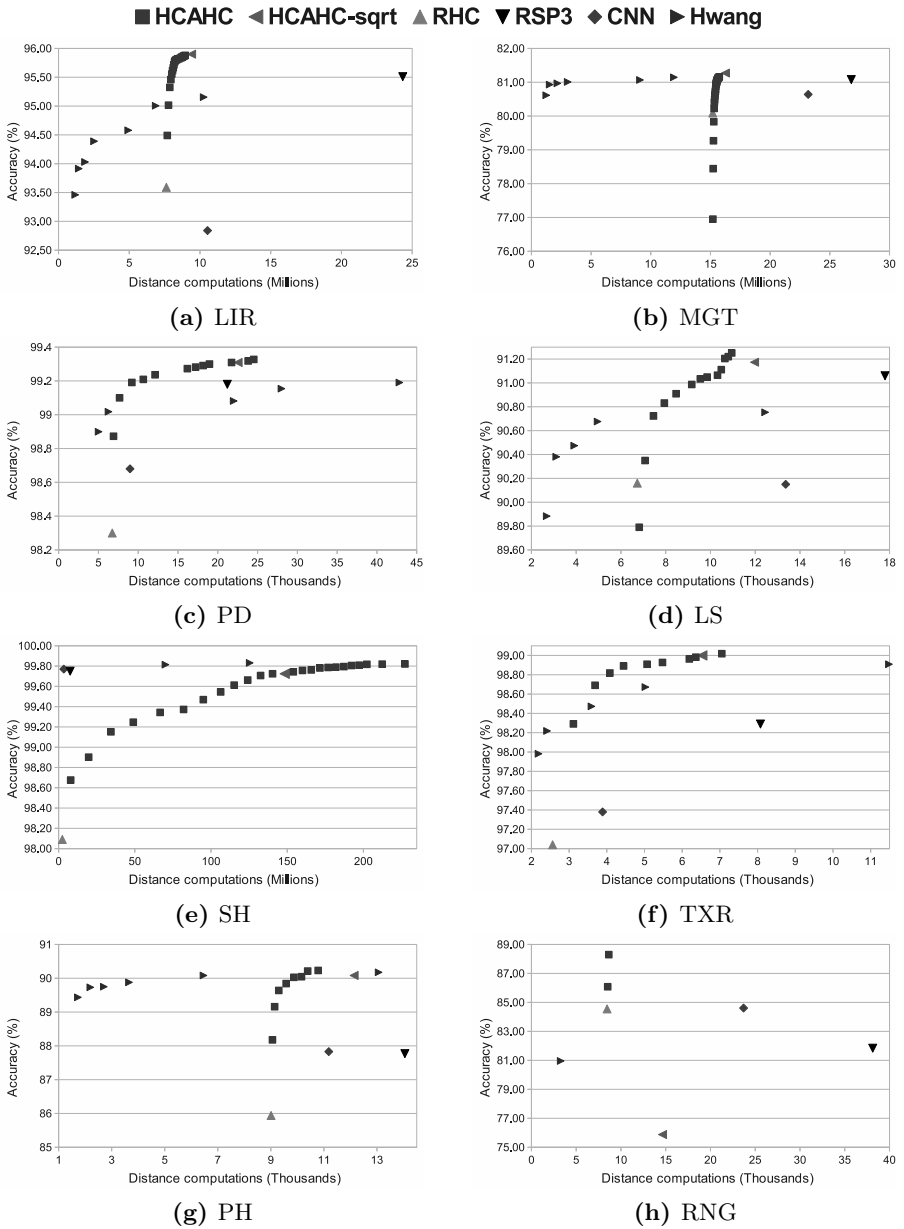 HCAHC HCAHC-sqrt RHC RSP3 CNN Hwang
96.00
95.50
95.00
94.50
94.00
93.50
93.00
92.50
Accuracy (%)
0 5 10 15 20 25
Distance computations (Millions)
(a) LIR
82.00
81.00
80.00
79.00
78.00
77.00
76.00
Accuracy (%)
0 5 10 15 20 25 30
Distance computations (Millions)
(b) MGT
99.4
99.2
99
98.8
98.6
98.4
98.2
Accuracy (%)
0 5 10 15 20 25 30 35 40 45
Distance computations (Thousands)
(c) PD
91.20
91.00
90.80
90.60
90.40
90.20
90.00
89.80
89.60
Accuracy (%)
2 4 6 8 10 12 14 16 18
Distance computations (Thousands)
(d) LS
100.00
99.80
99.60
99.40
99.20
99.00
98.80
98.60
98.40
98.20
98.00
Accuracy (%)
0 50 100 150 200
Distance computations (Millions)
(e) SH
99.00
98.80
98.60
98.40
98.20
98.00
97.80
97.60
97.40
97.20
97.00
Accuracy (%)
2 3 4 5 6 7 8 9 10 11
Distance computations (Thousands)
(f) TXR
91
90
89
88
87
86
85
Accuracy (%)
1 3 5 7 9 11 13
Distance computations (Thousands)
(g) PH
89.00
87.00
85.00
83.00
81.00
79.00
77.00
75.00
Accuracy (%)
0 5 10 15 20 25 30 35 40
Distance computations (Thousands)
(h) RNG